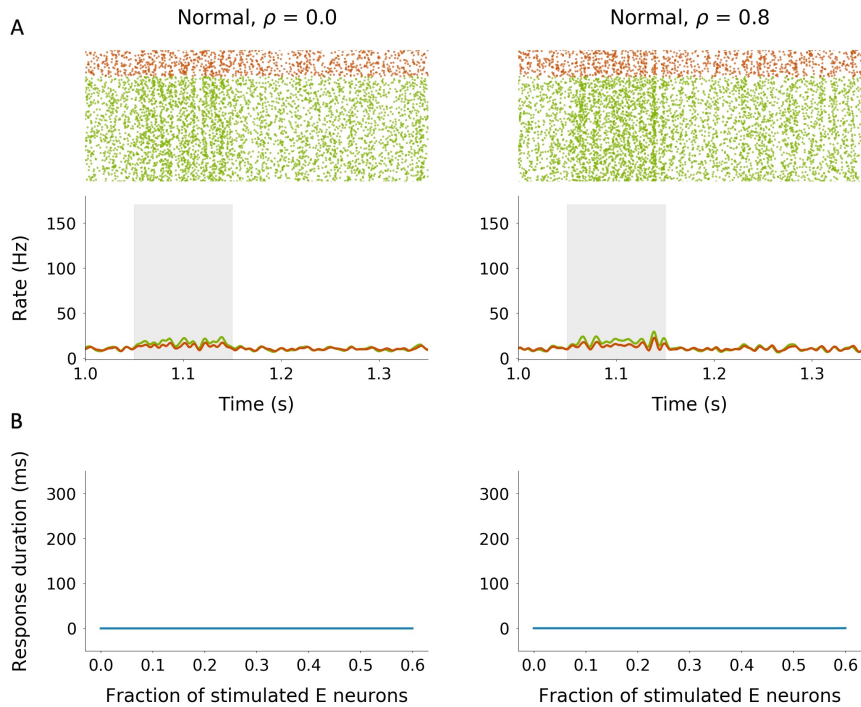 A
Normal, ρ = 0.0
Normal, ρ = 0.8
Rate (Hz)
150
100
50
0
1.0 1.1 1.2 1.3
Time (s)
150
100
50
0
1.0 1.1 1.2 1.3
Time (s)
B
Response duration (ms)
300
200
100
0
0.0 0.1 0.2 0.3 0.4 0.5 0.6
Fraction of stimulated E neurons
300
200
100
0
0.0 0.1 0.2 0.3 0.4 0.5 0.6
Fraction of stimulated E neurons